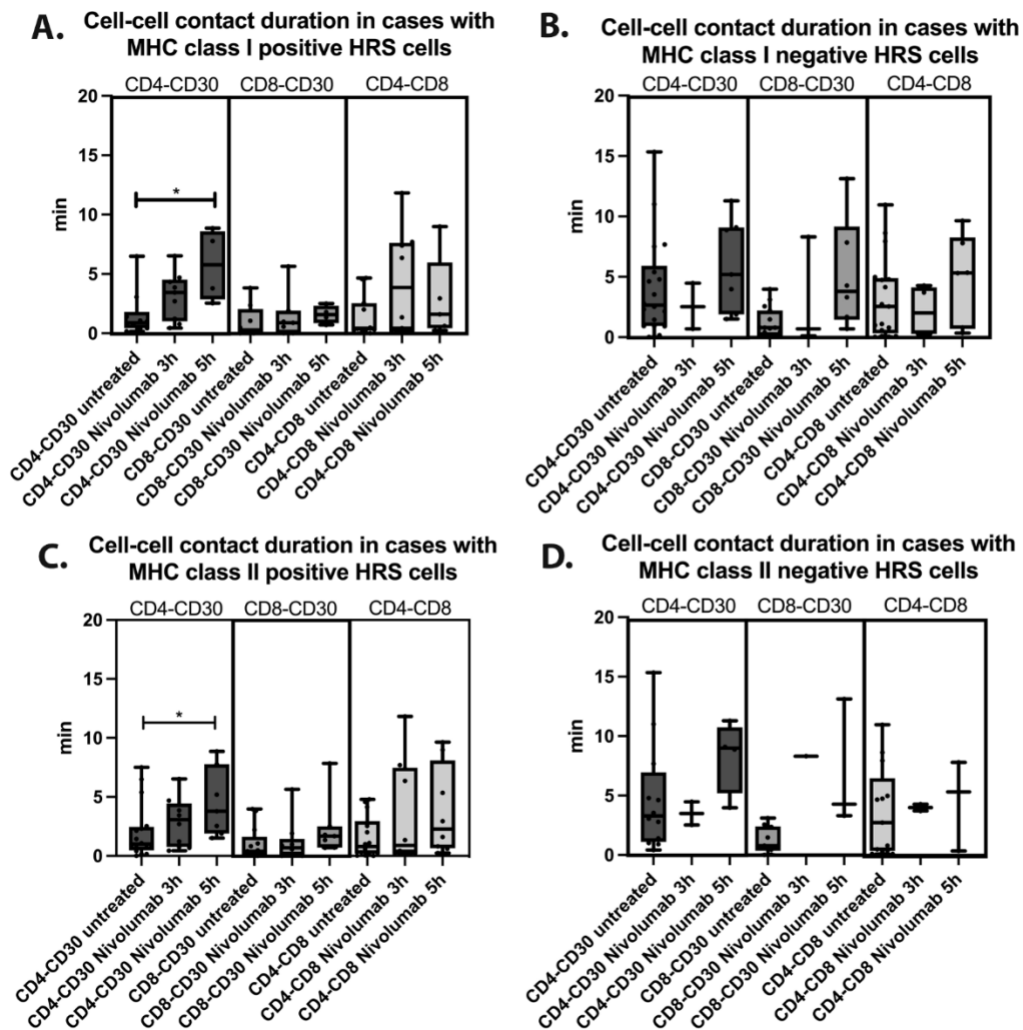 A.
Cell-cell contact duration in cases with
MHC class I positive HRS cells
CD4-CD30 CD8-CD30 CD4-CD8
20
15
10
5
0
min
*
CD4-CD30 untreated
CD4-CD30 Nivolumab 3h
CD4-CD30 Nivolumab 5h
CD8-CD30 untreated
CD8-CD30 Nivolumab 3h
CD8-CD30 Nivolumab 5h
CD4-CD8 untreated
CD4-CD8 Nivolumab 3h
CD4-CD8 Nivolumab 5h
B.
Cell-cell contact duration in cases with
MHC class I negative HRS cells
CD4-CD30 CD8-CD30 CD4-CD8
20
15
10
5
0
min
CD4-CD30 untreated
CD4-CD30 Nivolumab 3h
CD4-CD30 Nivolumab 5h
CD8-CD30 untreated
CD8-CD30 Nivolumab 3h
CD8-CD30 Nivolumab 5h
CD4-CD8 untreated
CD4-CD8 Nivolumab 3h
CD4-CD8 Nivolumab 5h
C.
Cell-cell contact duration in cases with
MHC class II positive HRS cells
CD4-CD30 CD8-CD30 CD4-CD8
20
15
10
5
0
min
*
CD4-CD30 untreated
CD4-CD30 Nivolumab 3h
CD4-CD30 Nivolumab 5h
CD8-CD30 untreated
CD8-CD30 Nivolumab 3h
CD8-CD30 Nivolumab 5h
CD4-CD8 untreated
CD4-CD8 Nivolumab 3h
CD4-CD8 Nivolumab 5h
D.
Cell-cell contact duration in cases with
MHC class II negative HRS cells
CD4-CD30 CD8-CD30 CD4-CD8
20
15
10
5
0
min
CD4-CD30 untreated
CD4-CD30 Nivolumab 3h
CD4-CD30 Nivolumab 5h
CD8-CD30 untreated
CD8-CD30 Nivolumab 3h
CD8-CD30 Nivolumab 5h
CD4-CD8 untreated
CD4-CD8 Nivolumab 3h
CD4-CD8 Nivolumab 5h